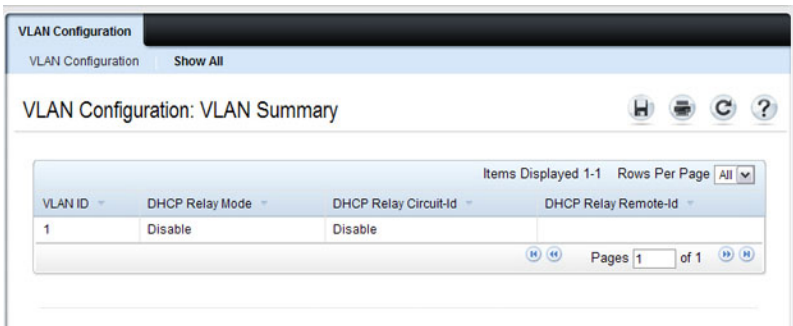 VLAN Configuration
VLAN Configuration Show All
VLAN Configuration: VLAN Summary
Items Displayed 1-1 Rows Per Page All
VLAN ID DHCP Relay Mode DHCP Relay Circuit-Id DHCP Relay Remote-Id
1 Disable Disable
Pages 1 of 1